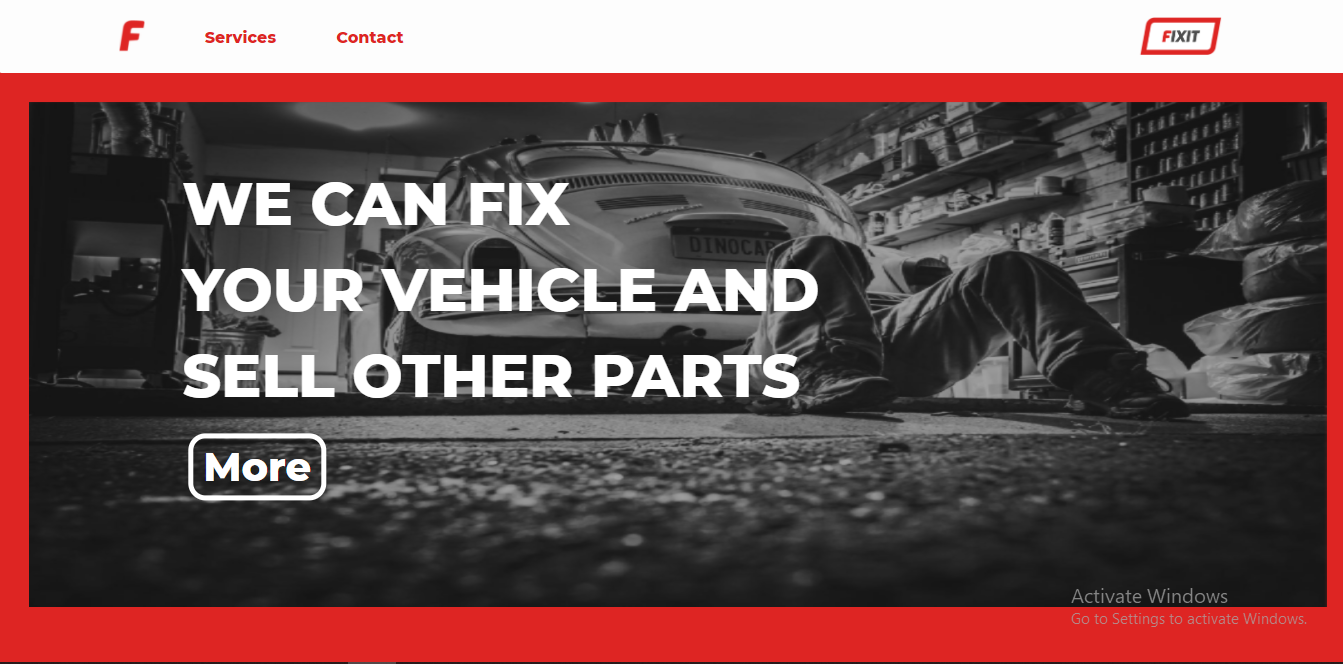 F
Services
Contact
FIXIT
WE CAN FIX
YOUR VEHICLE AND
SELL OTHER PARTS
DINOCAR
More
Activate Windows
Go to Settings to activate Windows.